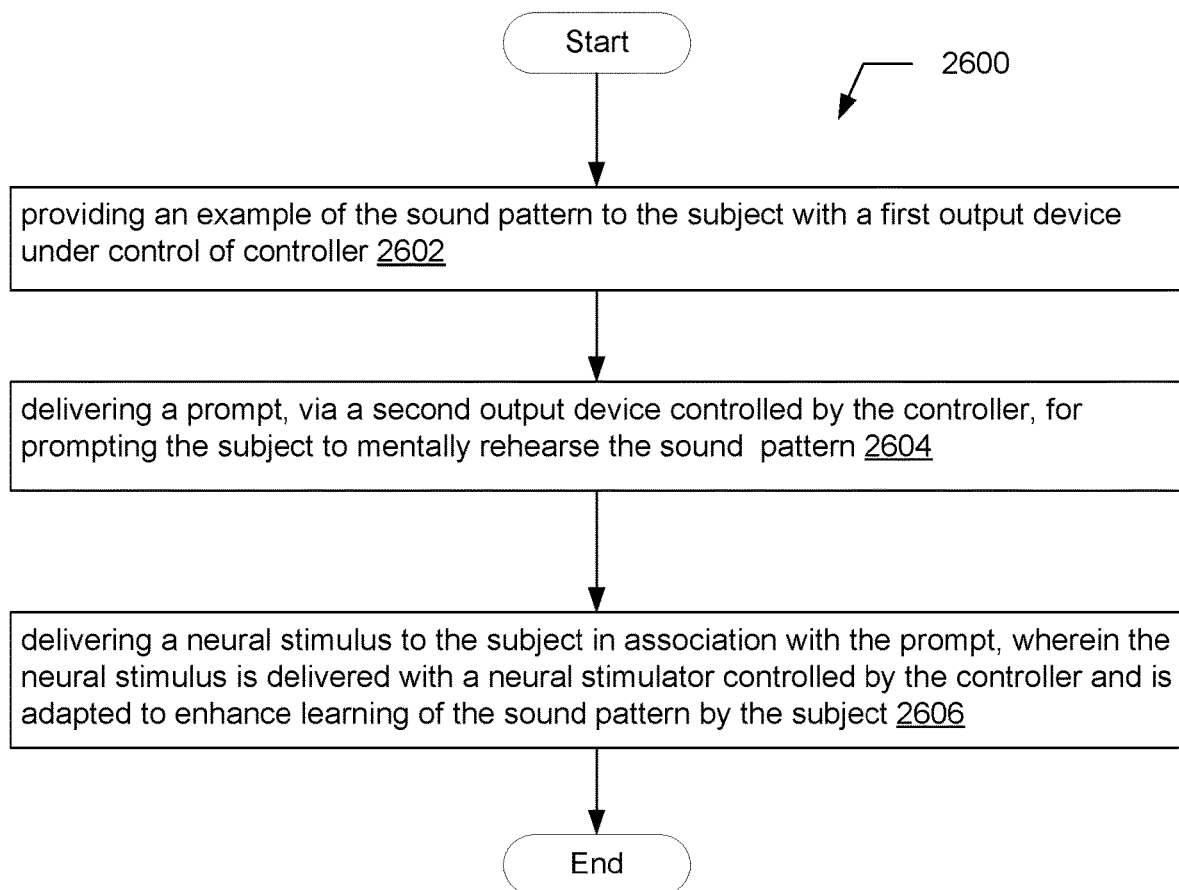 Start
2600
providing an example of the sound pattern to the subject with a first output device
under control of controller 2602
delivering a prompt, via a second output device controlled by the controller, for
prompting the subject to mentally rehearse the sound pattern 2604
delivering a neural stimulus to the subject in association with the prompt, wherein the
neural stimulus is delivered with a neural stimulator controlled by the controller and is
adapted to enhance learning of the sound pattern by the subject 2606
End